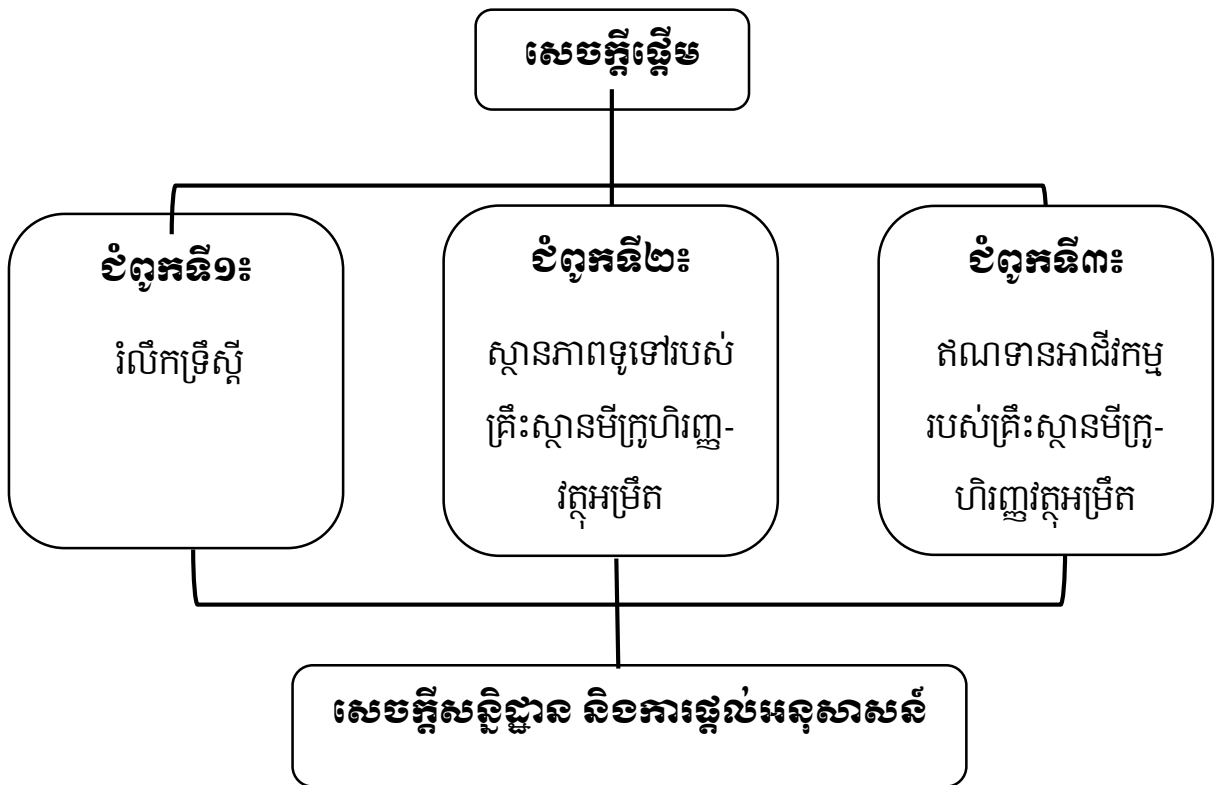 សេចក្តីផ្តើម
ជំពូកទី១៖
រំលឹកទ្រឹស្តី
ជំពូកទី២៖
ស្ថានភាពទូទៅរបស់
គ្រឹះស្ថានមីក្រូហិរញ្ញ-
វត្ថុអម្រឹត
ជំពូកទី៣៖
ឥណទានអាជីវកម្ម
របស់គ្រឹះស្ថានមីក្រូ-
ហិរញ្ញវត្ថុអម្រឹត
សេចក្តីសន្និដ្ឋាន និងការផ្តល់អនុសាសន៍